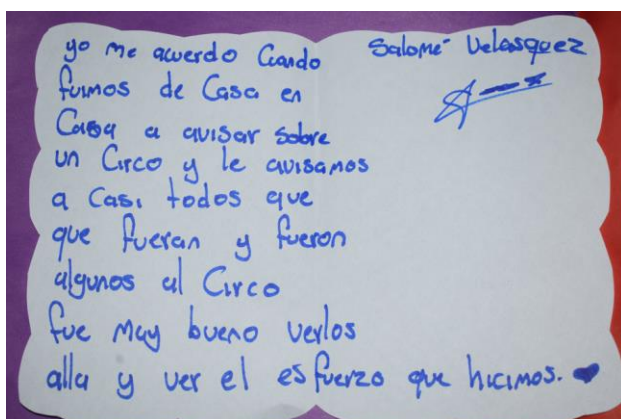 yo me acuerdo Cuando
fuimos de Casa en
Casa a avisar sobre
un Circo y le avisamos
a Casi todos que
que fueran y fueron
algunos al Circo
fue muy bueno verlos
alla y ver el esfuerzo que hicimos.
Salomé Velasquez